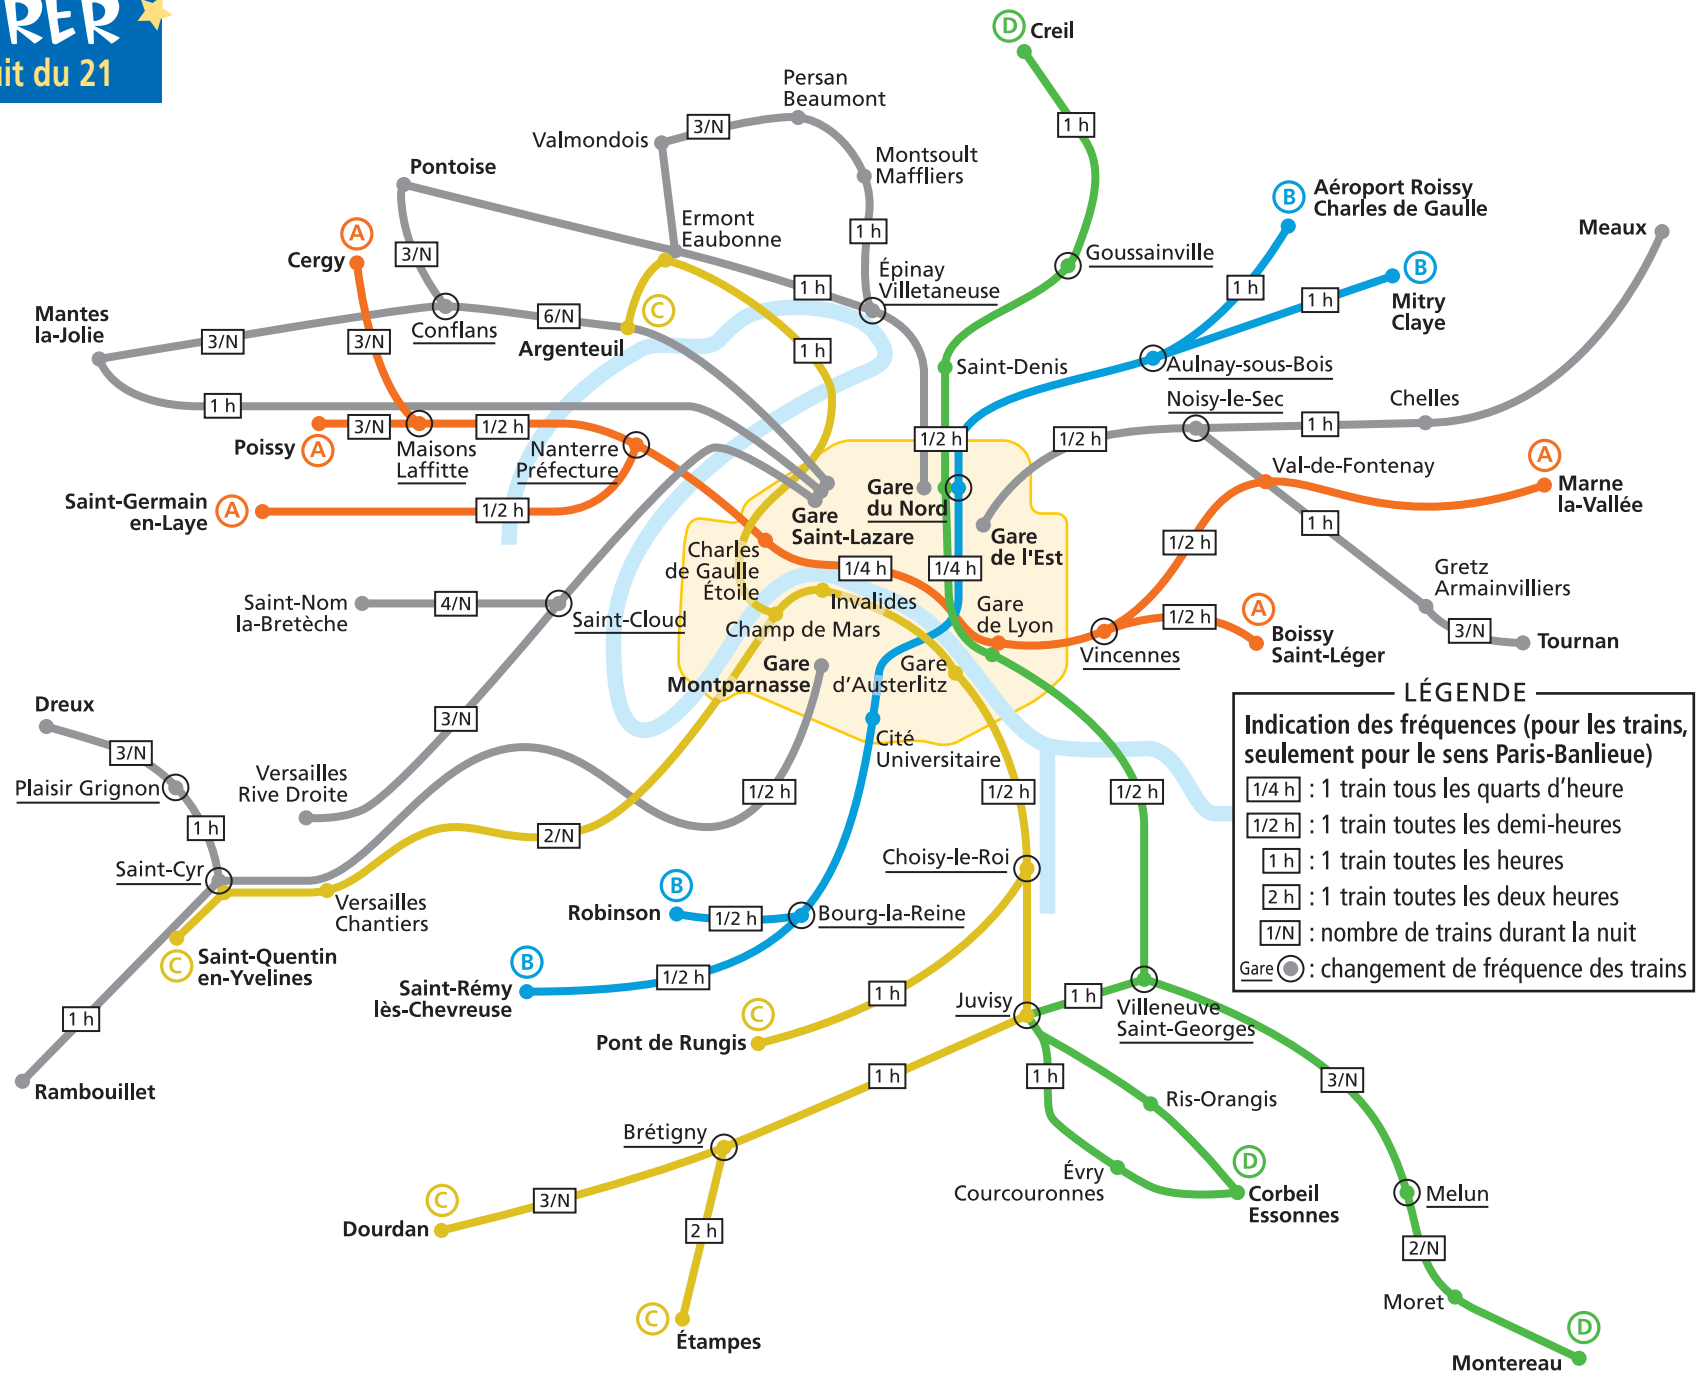 RER
uit du 21
D Creil
1 h
Persan
Beaumont
3/N
Valmondois
Montsoult
Maffliers
Pontoise
B Aéroport Roissy
Charles de Gaulle
Ermont
Eaubonne
1 h
Meaux
A
Cergy
3/N
Goussainville
Épinay
Villetaneuse
B
Mitry
Claye
1 h
1 h
1 h
Mantes
la-Jolie
C
6/N
Conflans
Argenteuil
3/N
3/N
1 h
Saint-Denis
Aulnay-sous-Bois
Noisy-le-Sec
Chelles
1 h
Poissy A
3/N
1/2 h
Maisons
Laffitte
Nanterre
Préfecture
1/2 h
1/2 h
1 h
Val-de-Fontenay
A
Marne
la-Vallée
Saint-Germain
en-Laye A
1/2 h
Gare
du Nord
Gare
Saint-Lazare
Gare
de l'Est
1 h
1/2 h
Charles
de Gaulle
Étoile
1/4 h
1/4 h
Gretz
Armainvilliers
Saint-Nom
la-Bretèche
4/N
Saint-Cloud
Invalides
Champ de Mars
Gare
de Lyon
1/2 h
A
Boissy
Saint-Léger
3/N
Tournan
Vincennes
Gare
Montparnasse
Gare
d'Austerlitz
Dreux
3/N
3/N
Cité
Universitaire
Versailles
Rive Droite
Plaisir Grignon
1/2 h
1/2 h
1/2 h
1 h
2/N
Saint-Cyr
Choisy-le-Roi
Versailles
Chantiers
B
Robinson
1/2 h
Bourg-la-Reine
C Saint-Quentin
en-Yvelines
B
Saint-Rémy
lès-Chevreuse
1/2 h
1 h
Juvisy
1 h
Villeneuve
Saint-Georges
1 h
C
Pont de Rungis
Rambouillet
1 h
1 h
3/N
Ris-Orangis
Brétigny
Évry
Courcouronnes
D
Corbeil
Essonnes
Melun
C
Dourdan
3/N
2 h
2/N
Moret
C
Étampes
D
Montereau
LÉGENDE
Indication des fréquences (pour les trains,
seulement pour le sens Paris-Banlieue)
1/4 h : 1 train tous les quarts d'heure
1/2 h : 1 train toutes les demi-heures
1 h : 1 train toutes les heures
2 h : 1 train toutes les deux heures
1/N : nombre de trains durant la nuit
Gare : changement de fréquence des trains